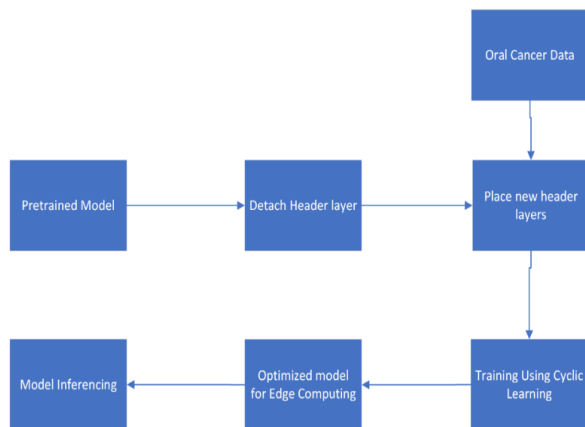 Oral Cancer Data
Pretrained Model
Detach Header layer
Place new header
layers
Model Inferencing
Optimized model
for Edge Computing
Training Using Cyclic
Learning